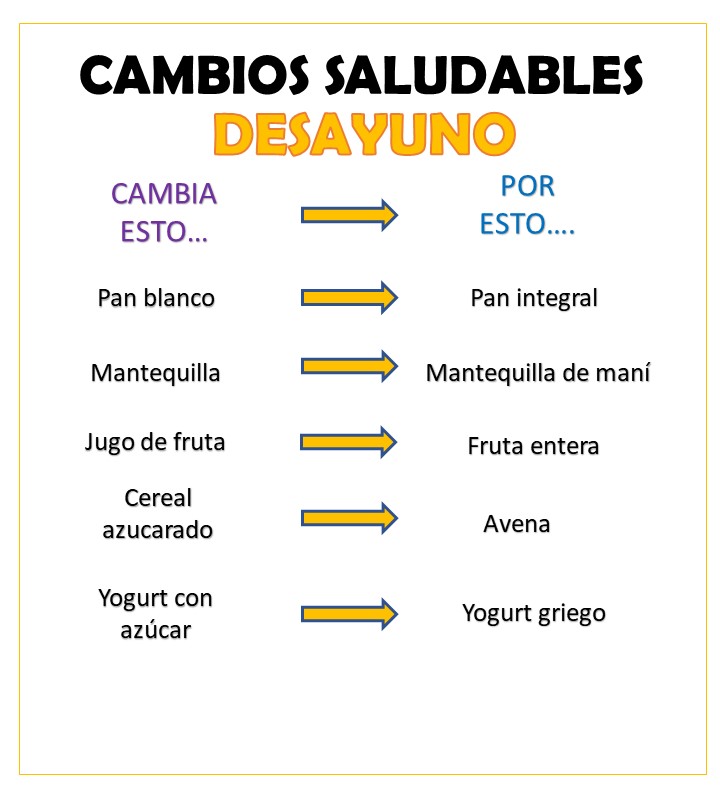 CAMBIOS SALUDABLES
DESAYUNO
CAMBIA
ESTO...
POR
ESTO....
Pan blanco
Pan integral
Mantequilla
Mantequilla de maní
Jugo de fruta
Fruta entera
Cereal
azucarado
Avena
Yogurt con
azúcar
Yogurt griego